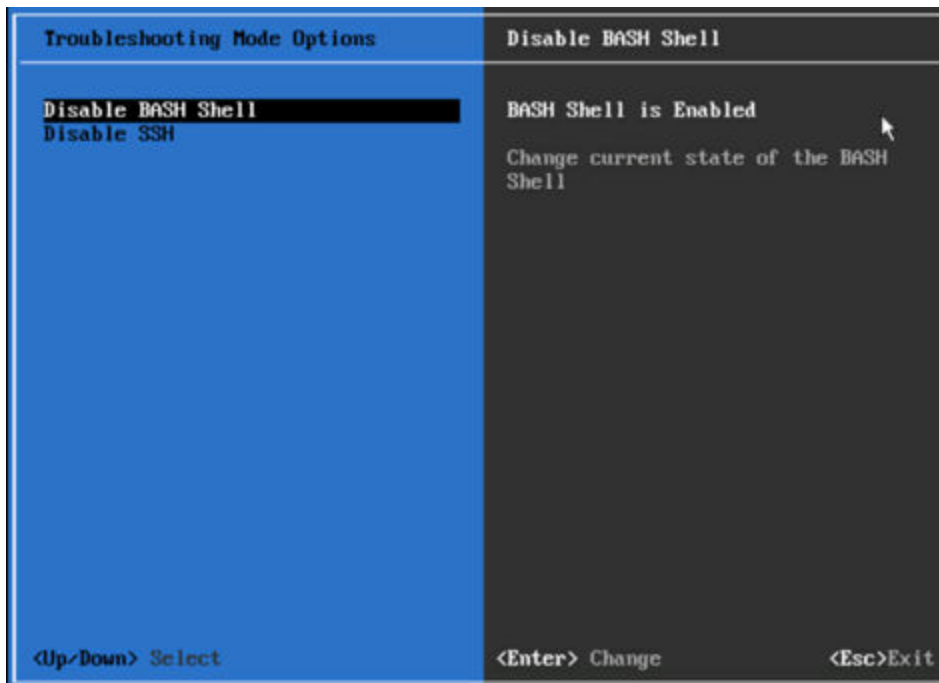 Troubleshooting Mode Options
Disable BASH Shell
Disable SSH
<Up/Down> Select
Disable BASH Shell
BASH Shell is Enabled
Change current state of the BASH
Shell
<Enter> Change <Esc>Exit